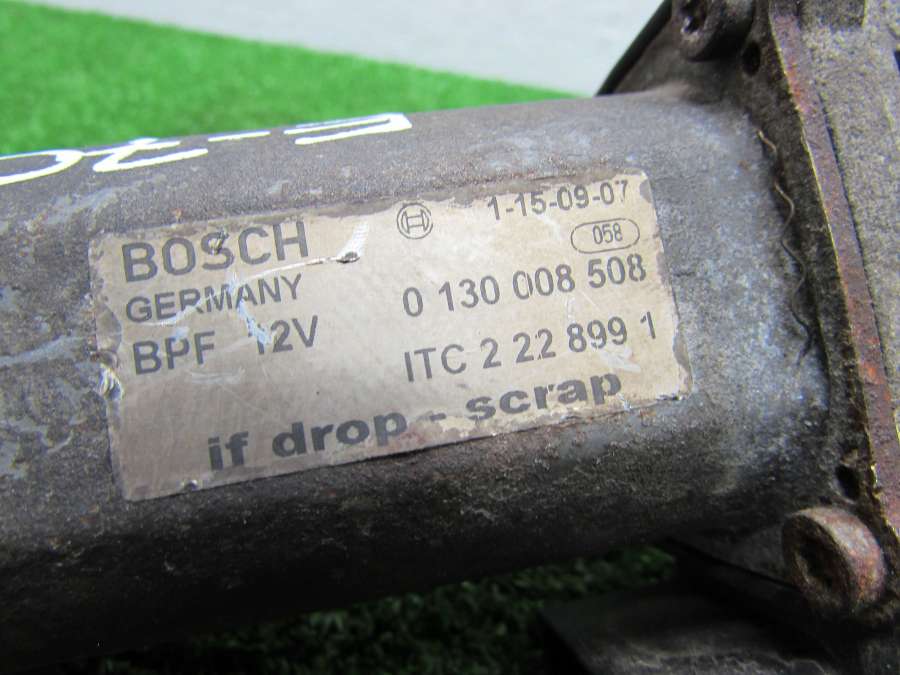 BOSCH 1-15-09-07
058
GERMANY 0 130 008 508
BPF 12V ITC 2 22 899 1
if drop - scrap